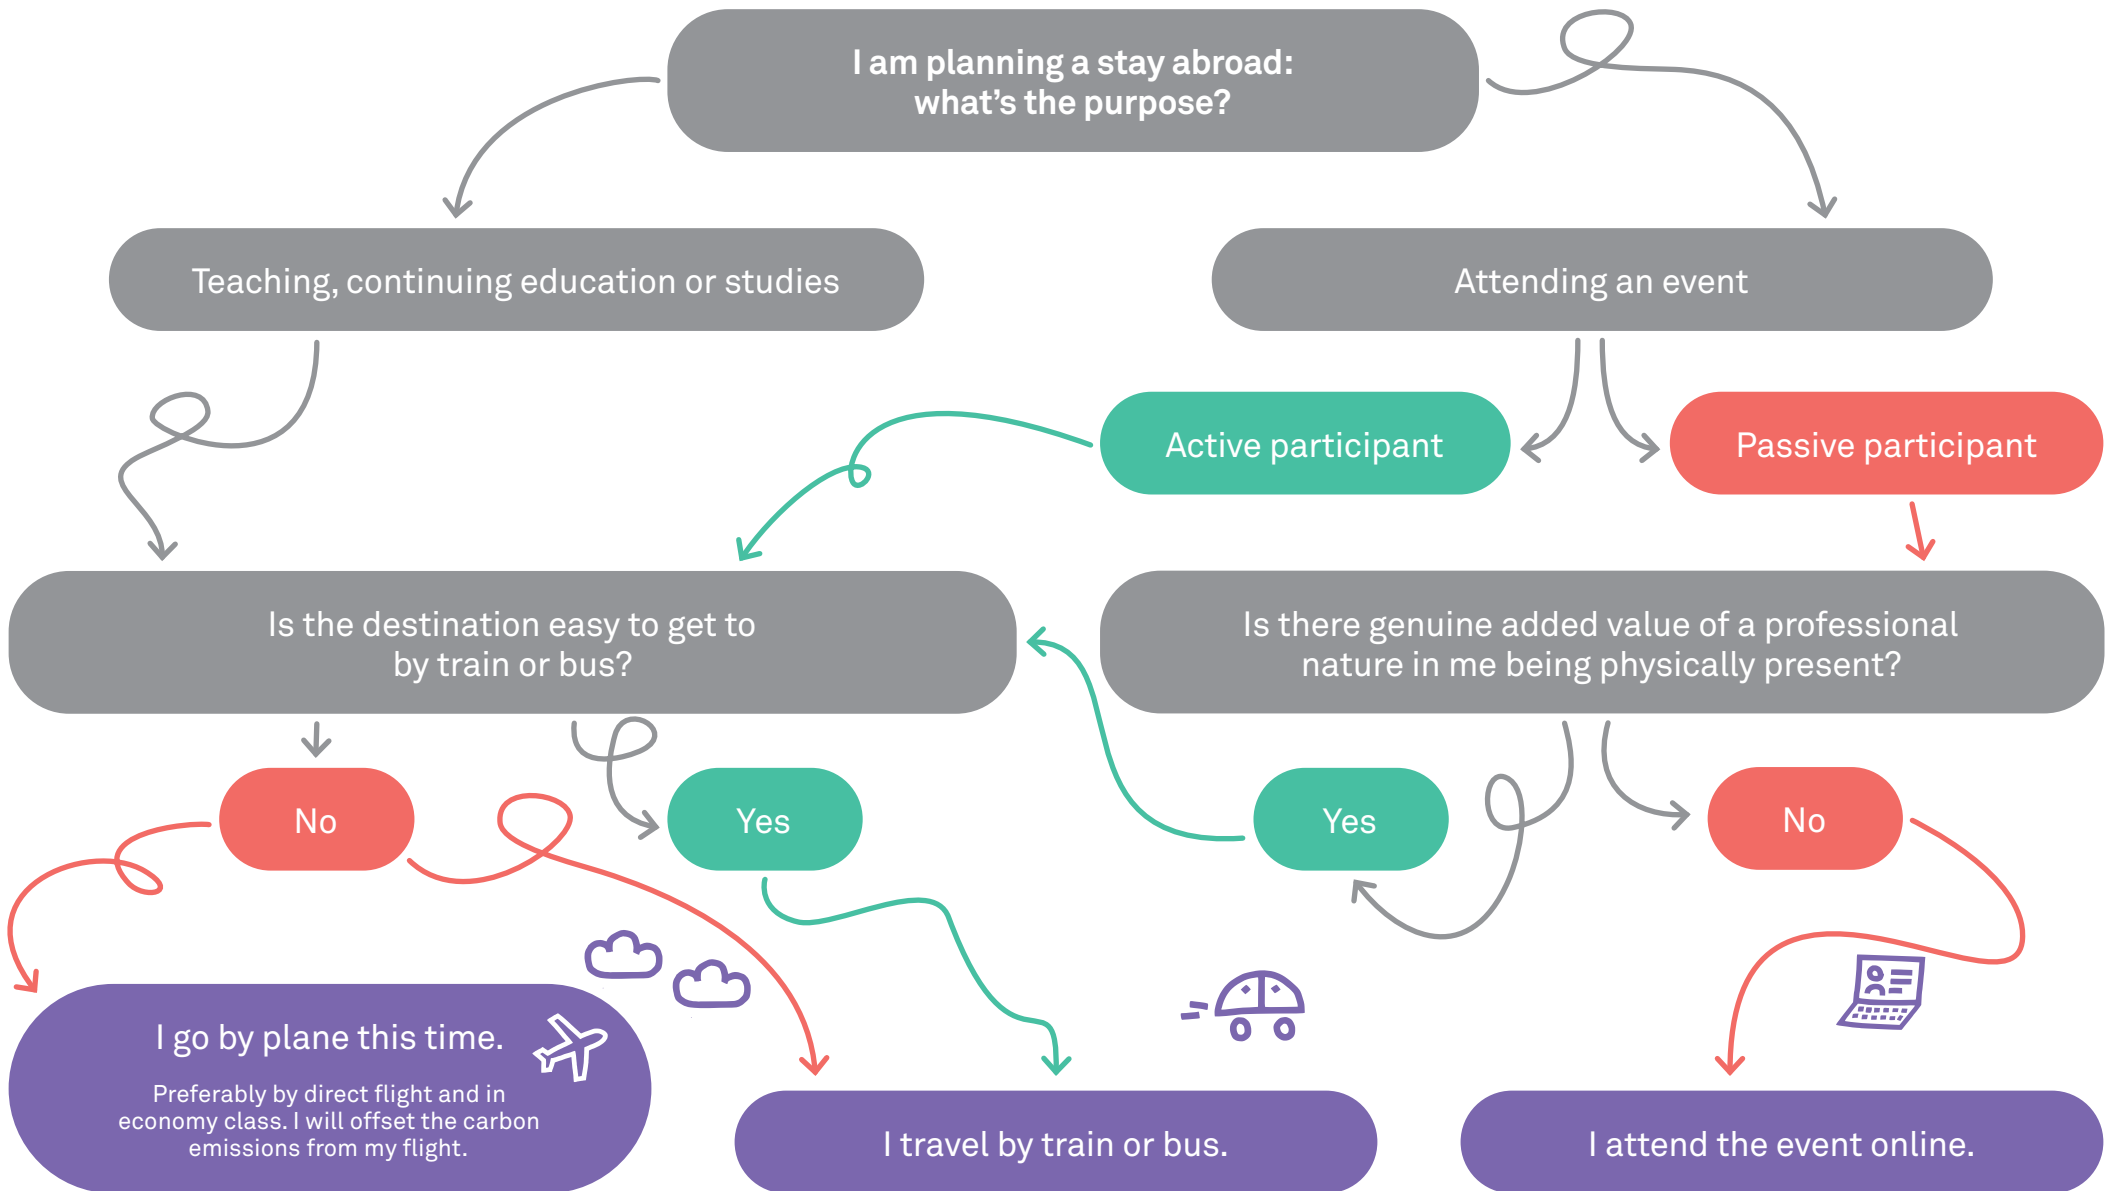 I am planning a stay abroad:
what’s the purpose?
Teaching, continuing education or studies
Attending an event
Active participant
Passive participant
Is the destination easy to get to
by train or bus?
Is there genuine added value of a professional
nature in me being physically present?
No
Yes
Yes
No
I go by plane this time.
Preferably by direct flight and in
economy class. I will offset the carbon
emissions from my flight.
I travel by train or bus.
I attend the event online.